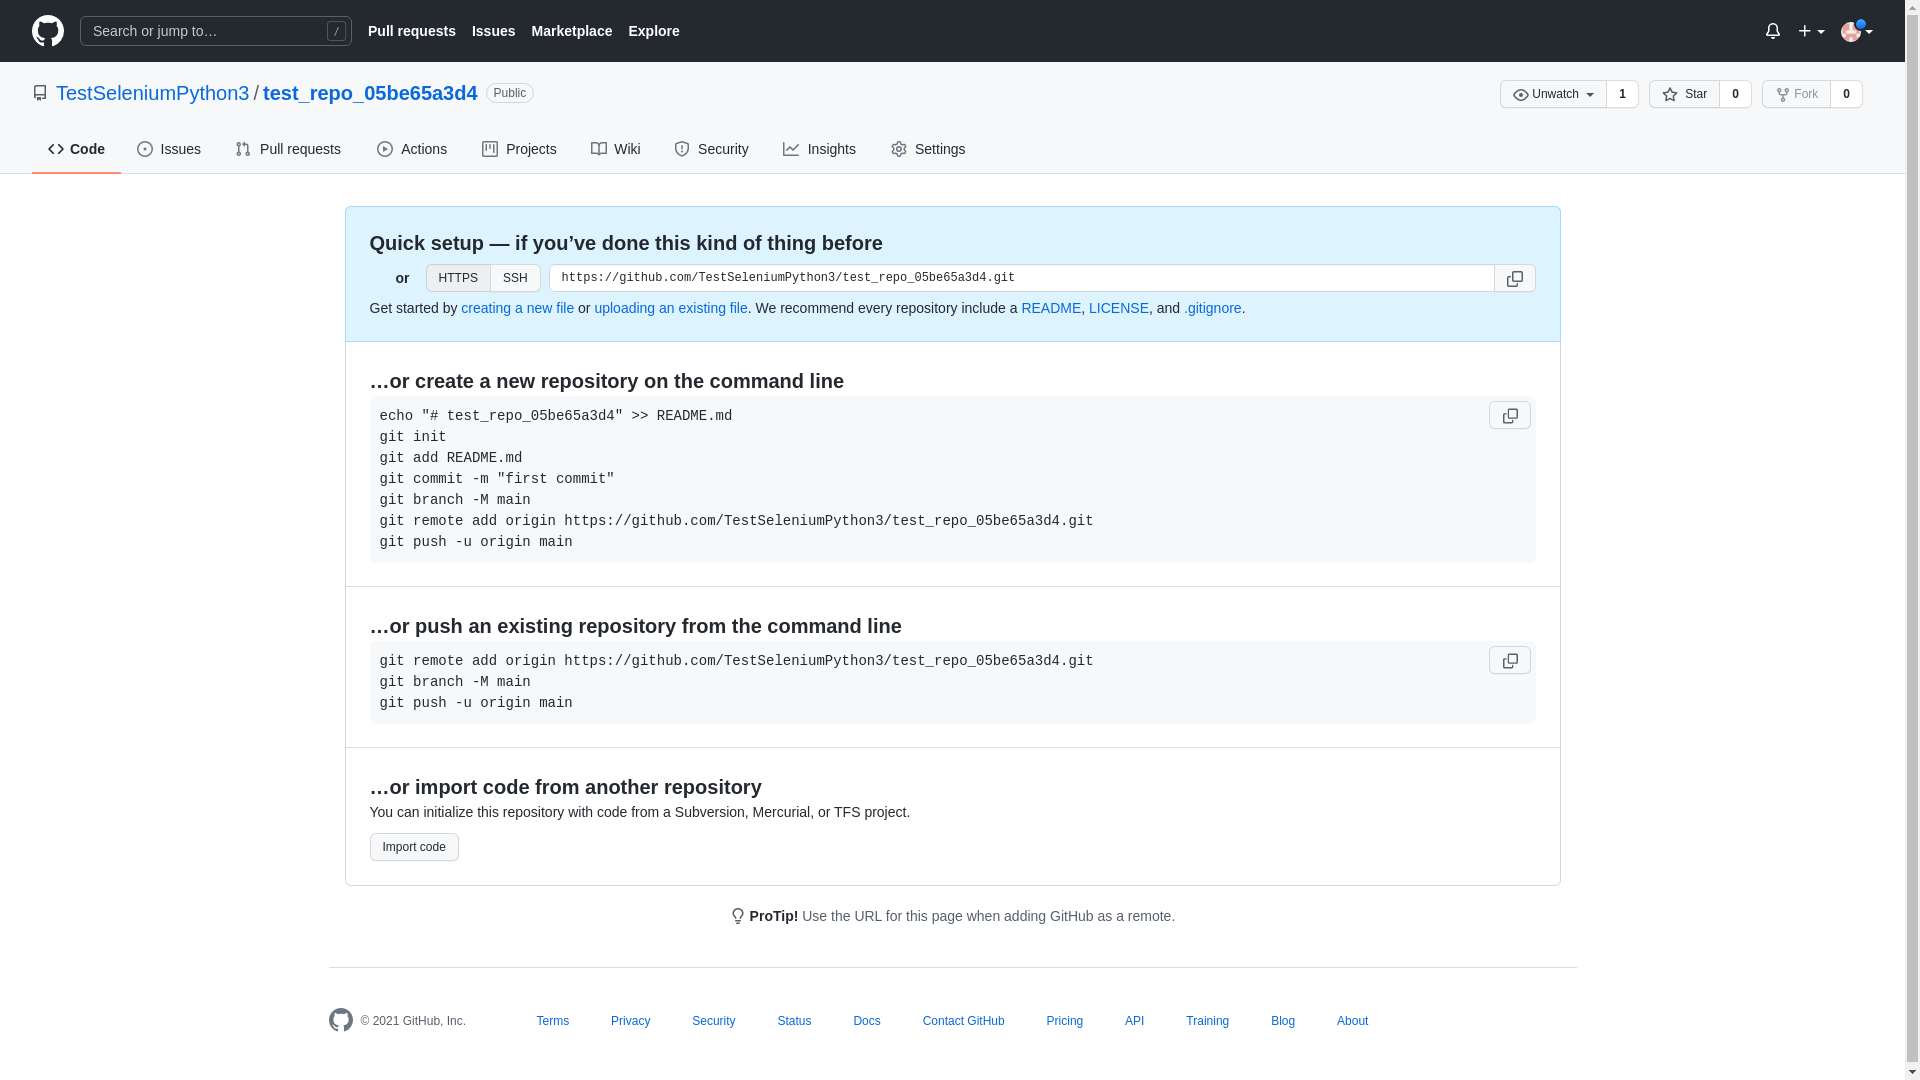 Search or jump to… /
Pull requests Issues Marketplace Explore
TestSeleniumPython3 / test_repo_05be65a3d4 Public
Unwatch 1 Star 0 Fork 0
Code Issues Pull requests Actions Projects Wiki Security Insights Settings
Quick setup — if you’ve done this kind of thing before
or HTTPS SSH https://github.com/TestSeleniumPython3/test_repo_05be65a3d4.git
Get started by creating a new file or uploading an existing file. We recommend every repository include a README, LICENSE, and .gitignore.
…or create a new repository on the command line
echo "# test_repo_05be65a3d4" >> README.md
git init
git add README.md
git commit -m "first commit"
git branch -M main
git remote add origin https://github.com/TestSeleniumPython3/test_repo_05be65a3d4.git
git push -u origin main
…or push an existing repository from the command line
git remote add origin https://github.com/TestSeleniumPython3/test_repo_05be65a3d4.git
git branch -M main
git push -u origin main
…or import code from another repository
You can initialize this repository with code from a Subversion, Mercurial, or TFS project.
Import code
ProTip! Use the URL for this page when adding GitHub as a remote.
© 2021 GitHub, Inc. Terms Privacy Security Status Docs Contact GitHub Pricing API Training Blog About